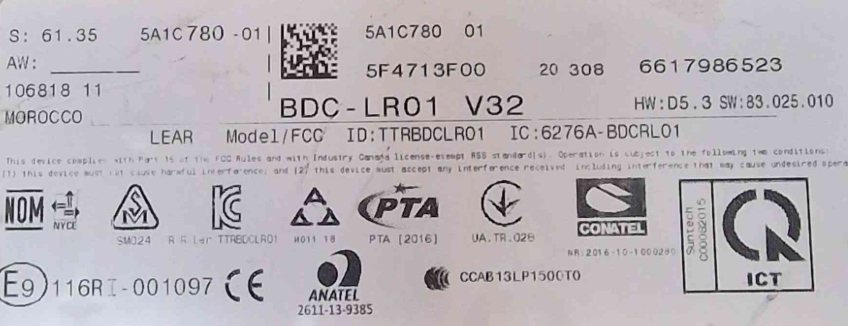 S: 61.35 5A1C780 -01 5A1C780 01
AW:
5F4713F00 20 308 6617986523
106818 11
MOROCCO
BDC-LR01 V32 HW:D5.3 SW:83.025.010
LEAR Model/FCC ID:TTRBDCLR01 IC:6276A-BDCRL01
This device complies with Part 15 of the FCC Rules and with Industry Canada license-exempt RSS standard(s). Operation is subject to the following two conditions:
(1) this device must not cause harmful interference, and (2) this device must accept any interference received including interference that may cause undesired opera
NOM NYCE
SM024
TTRBDCLR01
PTA
PTA [2016]
UA.TR.028
CONATEL
Suntech
C00082015
ICT
E9 116RI-001097 CE
ANATEL
2611-13-9385
CCAB13LP1500T0